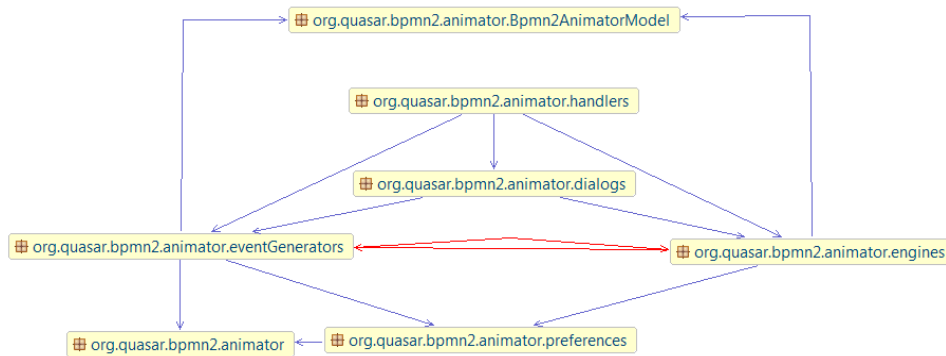 org.quasar.bpmn2.animator.Bpmn2AnimatorModel
org.quasar.bpmn2.animator.handlers
org.quasar.bpmn2.animator.dialogs
org.quasar.bpmn2.animator.eventGenerators
org.quasar.bpmn2.animator.engines
org.quasar.bpmn2.animator
org.quasar.bpmn2.animator.preferences